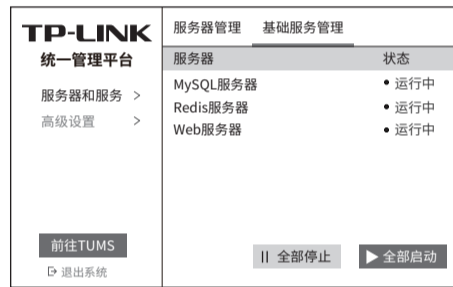 TP-LINK
统一管理平台
服务器和服务 >
高级设置 >
前往TUMS
退出系统
服务器管理 基础服务管理
服务器 状态
MySQL服务器 • 运行中
Redis服务器 • 运行中
Web服务器 • 运行中
全部停止 全部启动